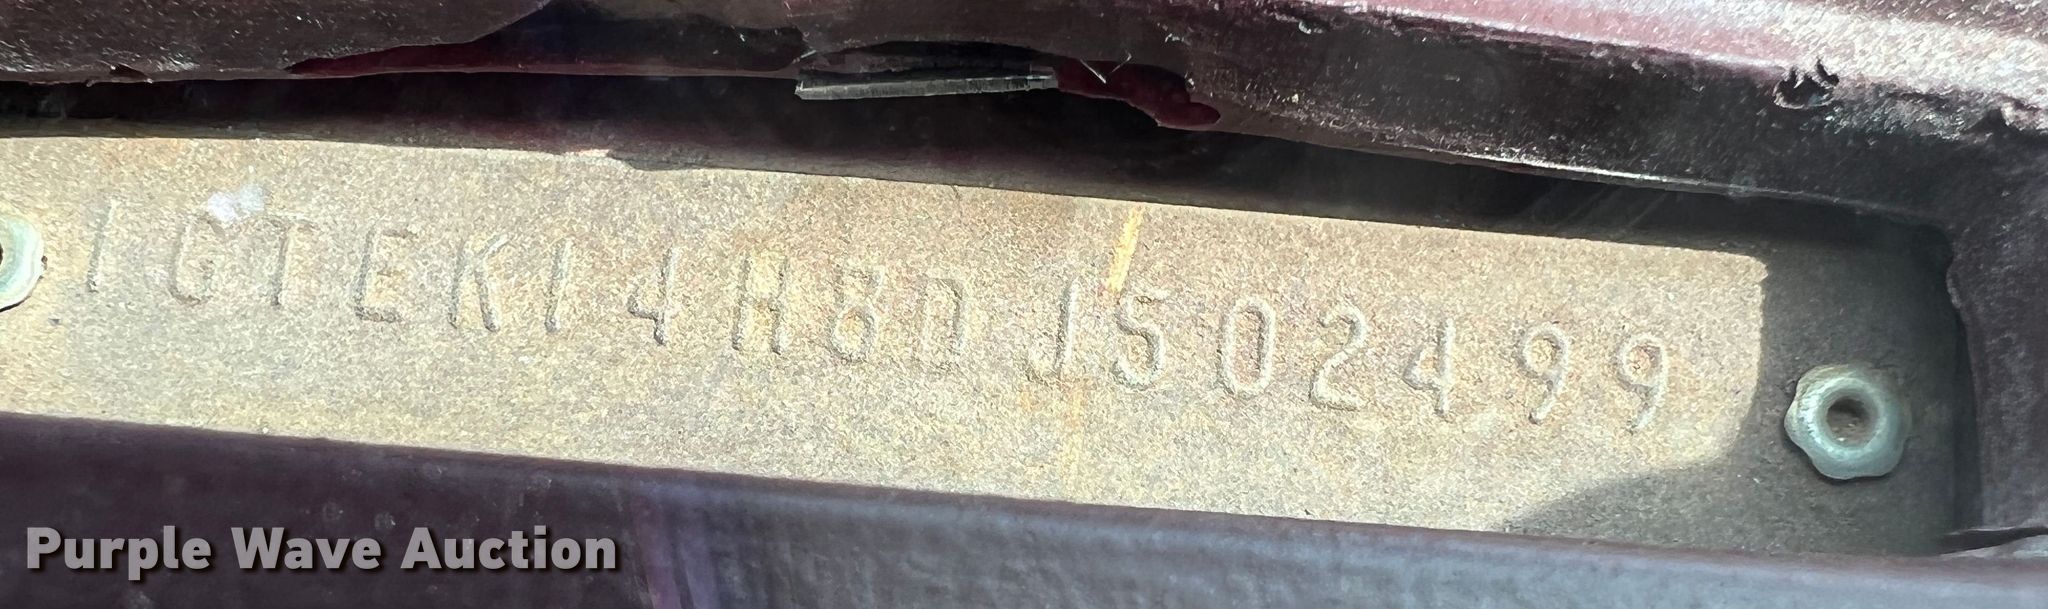 1GTEK14H8DJ502499
Purple Wave Auction